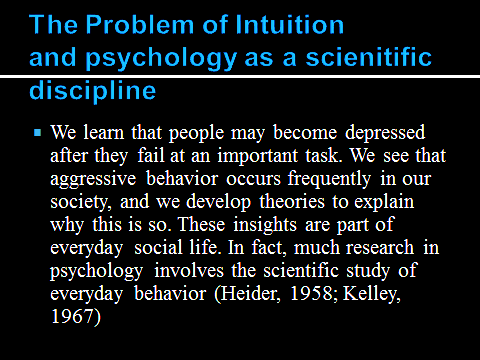 The Problem of Intuition
and psychology as a scienitific
discipline
We learn that people may become depressed
after they fail at an important task. We see that
aggressive behavior occurs frequently in our
society, and we develop theories to explain
why this is so. These insights are part of
everyday social life. In fact, much research in
psychology involves the scientific study of
everyday behavior (Heider, 1958; Kelley,
1967)